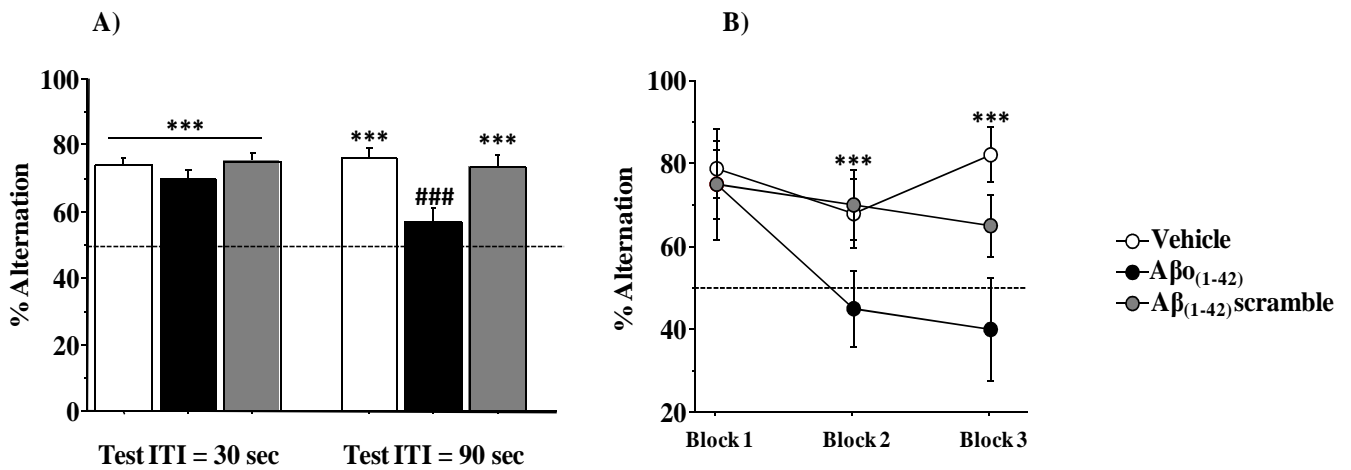 A)
% Alternation
100
80
60
40
20
0
***
***
###
***
Test ITI = 30 sec
Test ITI = 90 sec
B)
% Alternation
100
80
60
40
20
***
***
Block 1
Block 2
Block 3
Vehicle
Aβo(1-42)
Aβ(1-42)scramble